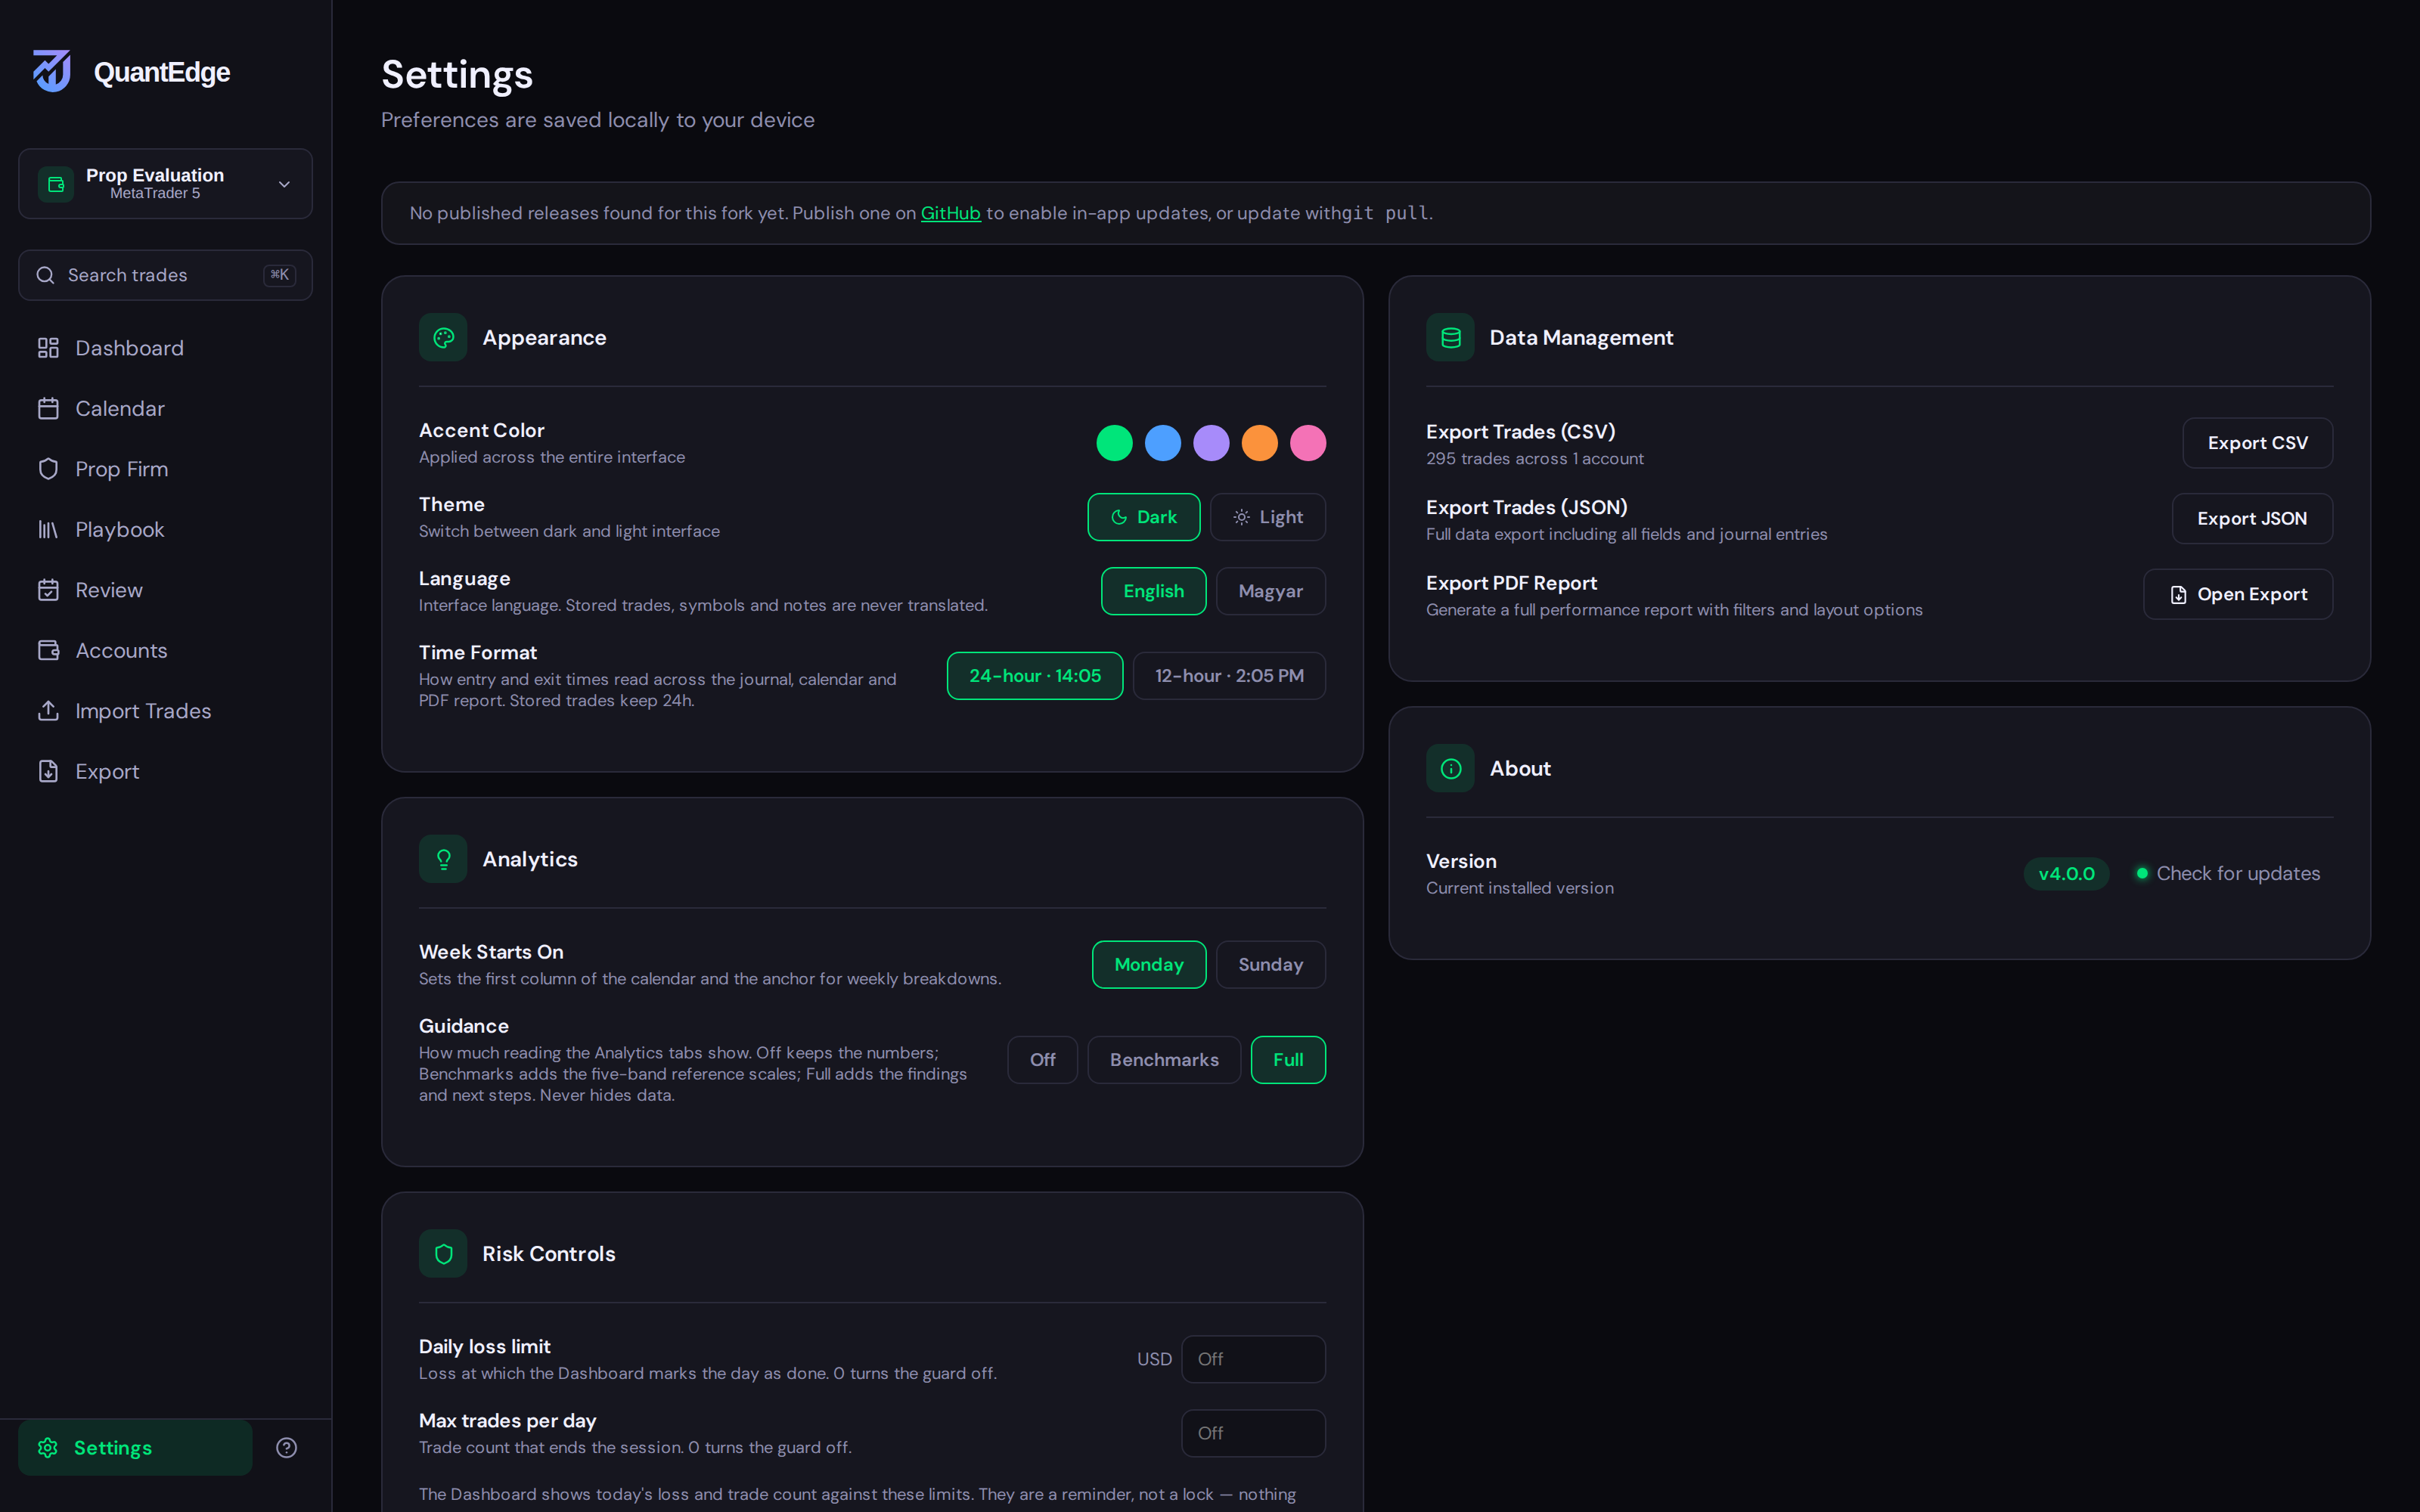 QuantEdge
Prop Evaluation
MetaTrader 5
Search trades
⌘K
Dashboard
Calendar
Prop Firm
Playbook
Review
Accounts
Import Trades
Export
Settings
Settings
Preferences are saved locally to your device
No published releases found for this fork yet. Publish one on GitHub to enable in-app updates, or update withgit pull.
Appearance
Accent Color
Applied across the entire interface
Theme
Switch between dark and light interface
Dark
Light
Language
Interface language. Stored trades, symbols and notes are never translated.
English
Magyar
Time Format
How entry and exit times read across the journal, calendar and
PDF report. Stored trades keep 24h.
24-hour · 14:05
12-hour · 2:05 PM
Analytics
Week Starts On
Sets the first column of the calendar and the anchor for weekly breakdowns.
Monday
Sunday
Guidance
How much reading the Analytics tabs show. Off keeps the numbers;
Benchmarks adds the five-band reference scales; Full adds the findings
and next steps. Never hides data.
Off
Benchmarks
Full
Risk Controls
Daily loss limit
Loss at which the Dashboard marks the day as done. 0 turns the guard off.
USD
Off
Max trades per day
Trade count that ends the session. 0 turns the guard off.
Off
The Dashboard shows today's loss and trade count against these limits. They are a reminder, not a lock — nothing
Data Management
Export Trades (CSV)
295 trades across 1 account
Export CSV
Export Trades (JSON)
Full data export including all fields and journal entries
Export JSON
Export PDF Report
Generate a full performance report with filters and layout options
Open Export
About
Version
Current installed version
v4.0.0
Check for updates